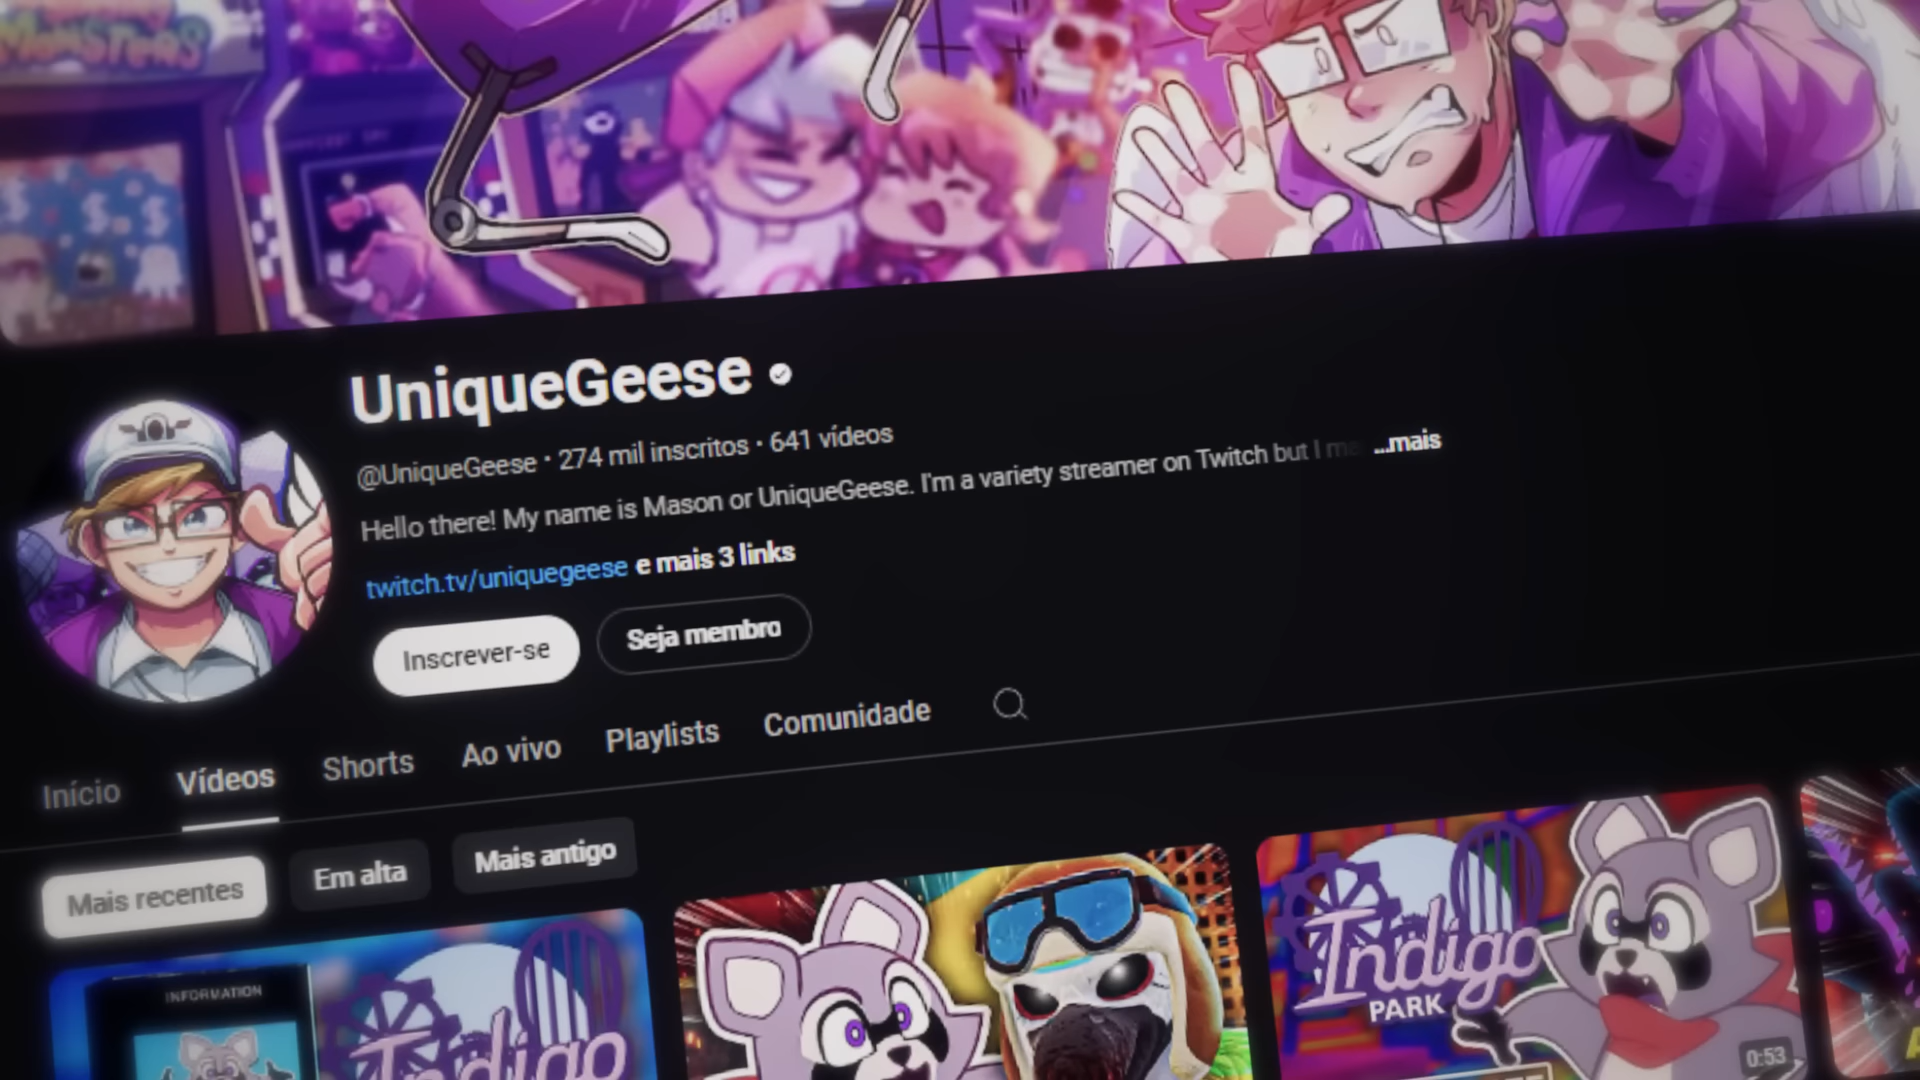 MONSTERS
UniqueGeese
@UniqueGeese • 274 mil inscritos • 641 vídeos
Hello there! My name is Mason or UniqueGeese. I'm a variety streamer on Twitch but I ...mais
twitch.tv/uniquegeese e mais 3 links
Inscrever-se
Seja membro
Início
Vídeos
Shorts
Ao vivo
Playlists
Comunidade
Mais recentes
Em alta
Mais antigo
INFORMATION
Indigo
Indigo
PARK
0:53